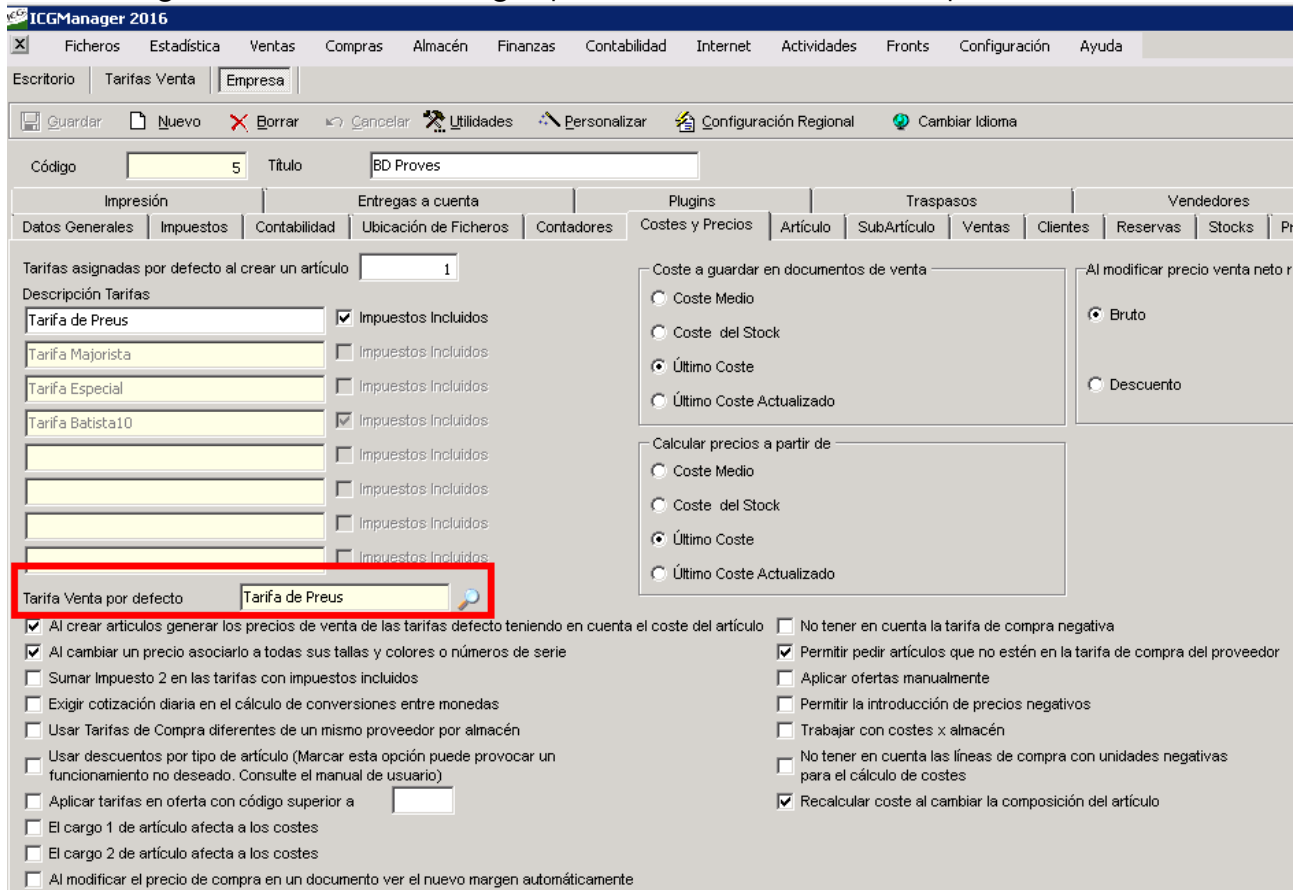 ICGManager 2016
X Ficheros Estadística Ventas Compras Almacén Finanzas Contabilidad Internet Actividades Fronts Configuración Ayuda
Escritorio Tarifas Venta Empresa
Guardar Nuevo Borrar Cancelar Utilidades Personalizar Configuración Regional Cambiar Idioma
Código 5 Título BD Proves
Impresión Entregas a cuenta Plugins Traspasos Vendedores
Datos Generales Impuestos Contabilidad Ubicación de Ficheros Contadores Costes y Precios Artículo SubArtículo Ventas Clientes Reservas Stocks
Tarifas asignadas por defecto al crear un artículo 1
Descripción Tarifas
Tarifa de Preus Impuestos Incluidos
Tarifa Majorista Impuestos Incluidos
Tarifa Especial Impuestos Incluidos
Tarifa Batista10 Impuestos Incluidos
Impuestos Incluidos
Impuestos Incluidos
Impuestos Incluidos
Impuestos Incluidos
Tarifa Venta por defecto Tarifa de Preus
Coste a guardar en documentos de venta
Coste Medio
Coste del Stock
Último Coste
Último Coste Actualizado
Calcular precios a partir de
Coste Medio
Coste del Stock
Último Coste
Último Coste Actualizado
Al modificar precio venta neto
Bruto
Descuento
Al crear articulos generar los precios de venta de las tarifas defecto teniendo en cuenta el coste del artículo
Al cambiar un precio asociarlo a todas sus tallas y colores o números de serie
Sumar Impuesto 2 en las tarifas con impuestos incluidos
Exigir cotización diaria en el cálculo de conversiones entre monedas
Usar Tarifas de Compra diferentes de un mismo proveedor por almacén
Usar descuentos por tipo de artículo (Marcar esta opción puede provocar un
funcionamiento no deseado. Consulte el manual de usuario)
Aplicar tarifas en oferta con código superior a
El cargo 1 de artículo afecta a los costes
El cargo 2 de artículo afecta a los costes
Al modificar el precio de compra en un documento ver el nuevo margen automáticamente
No tener en cuenta la tarifa de compra negativa
Permitir pedir artículos que no estén en la tarifa de compra del proveedor
Aplicar ofertas manualmente
Permitir la introducción de precios negativos
Trabajar con costes x almacén
No tener en cuenta las líneas de compra con unidades negativas
para el cálculo de costes
Recalcular coste al cambiar la composición del artículo